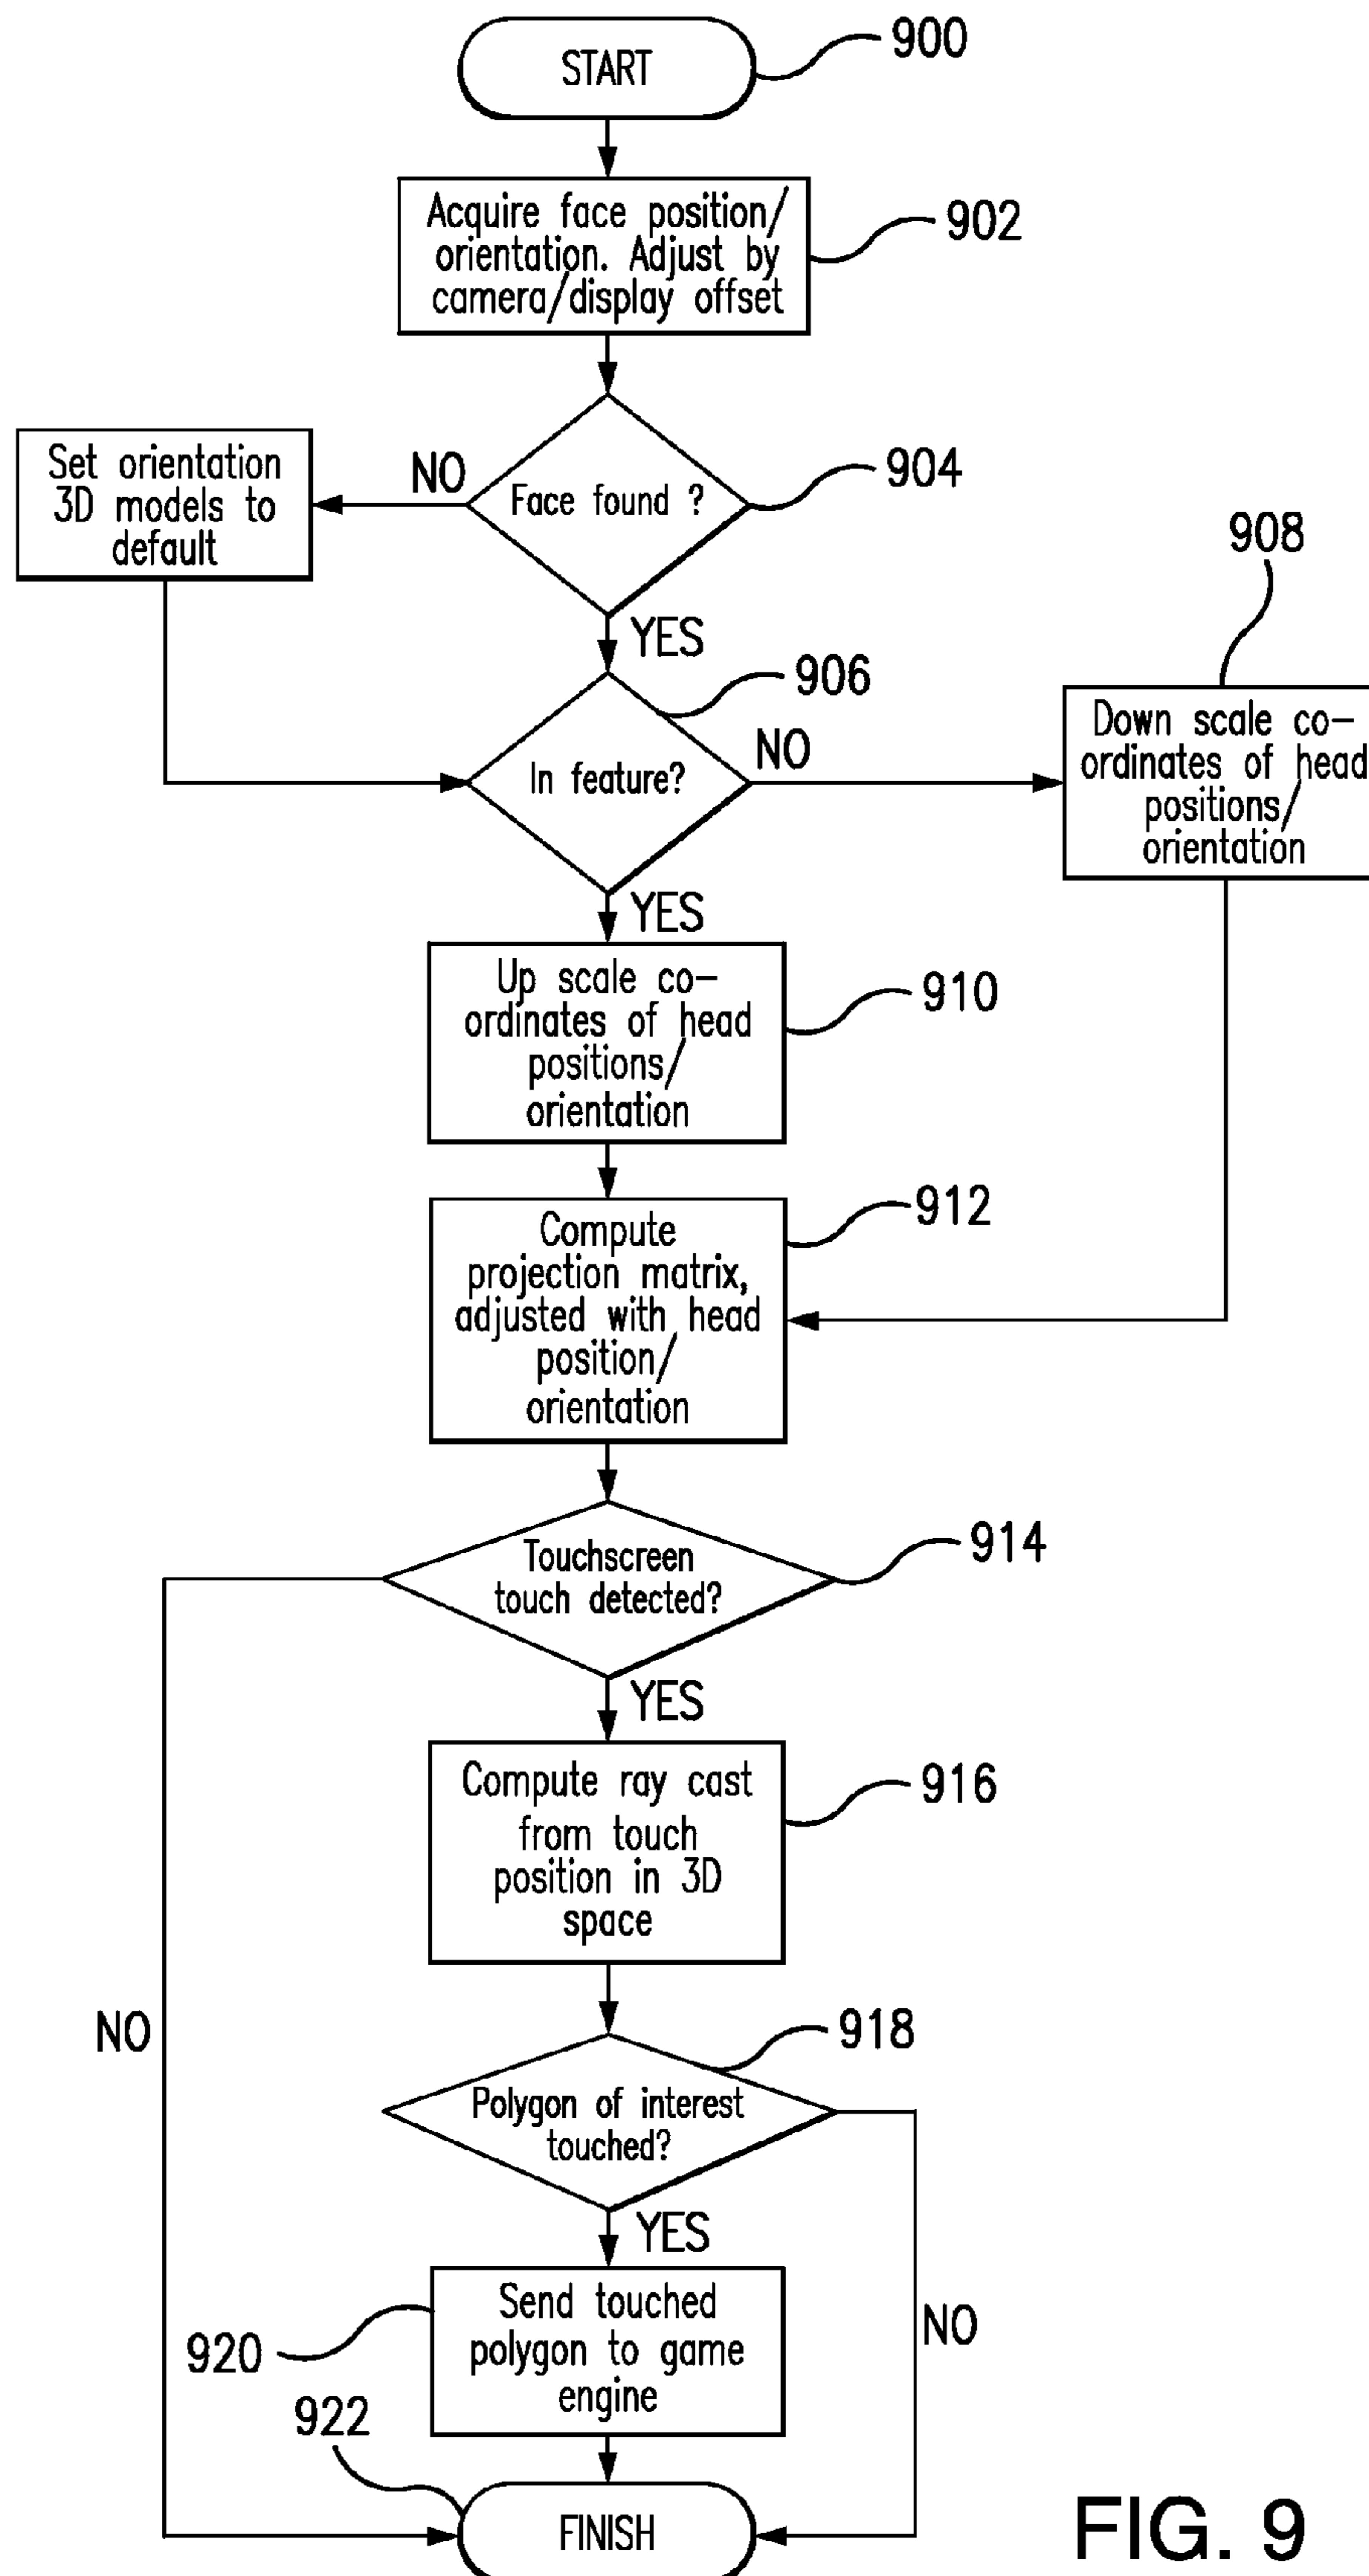 START
900
Acquire face position/
orientation. Adjust by
camera/display offset
902
Set orientation
3D models to
default
NO
Face found ?
904
YES
908
906
In feature?
NO
Down scale co-
ordinates of head
positions/
orientation
YES
Up scale co-
ordinates of head
positions/
orientation
910
Compute
projection matrix,
adjusted with head
position/
orientation
912
Touchscreen
touch detected?
914
YES
Compute ray cast
from touch
position in 3D
space
916
NO
918
Polygon of interest
touched?
YES
Send touched
polygon to game
engine
NO
920
922
FINISH
FIG. 9